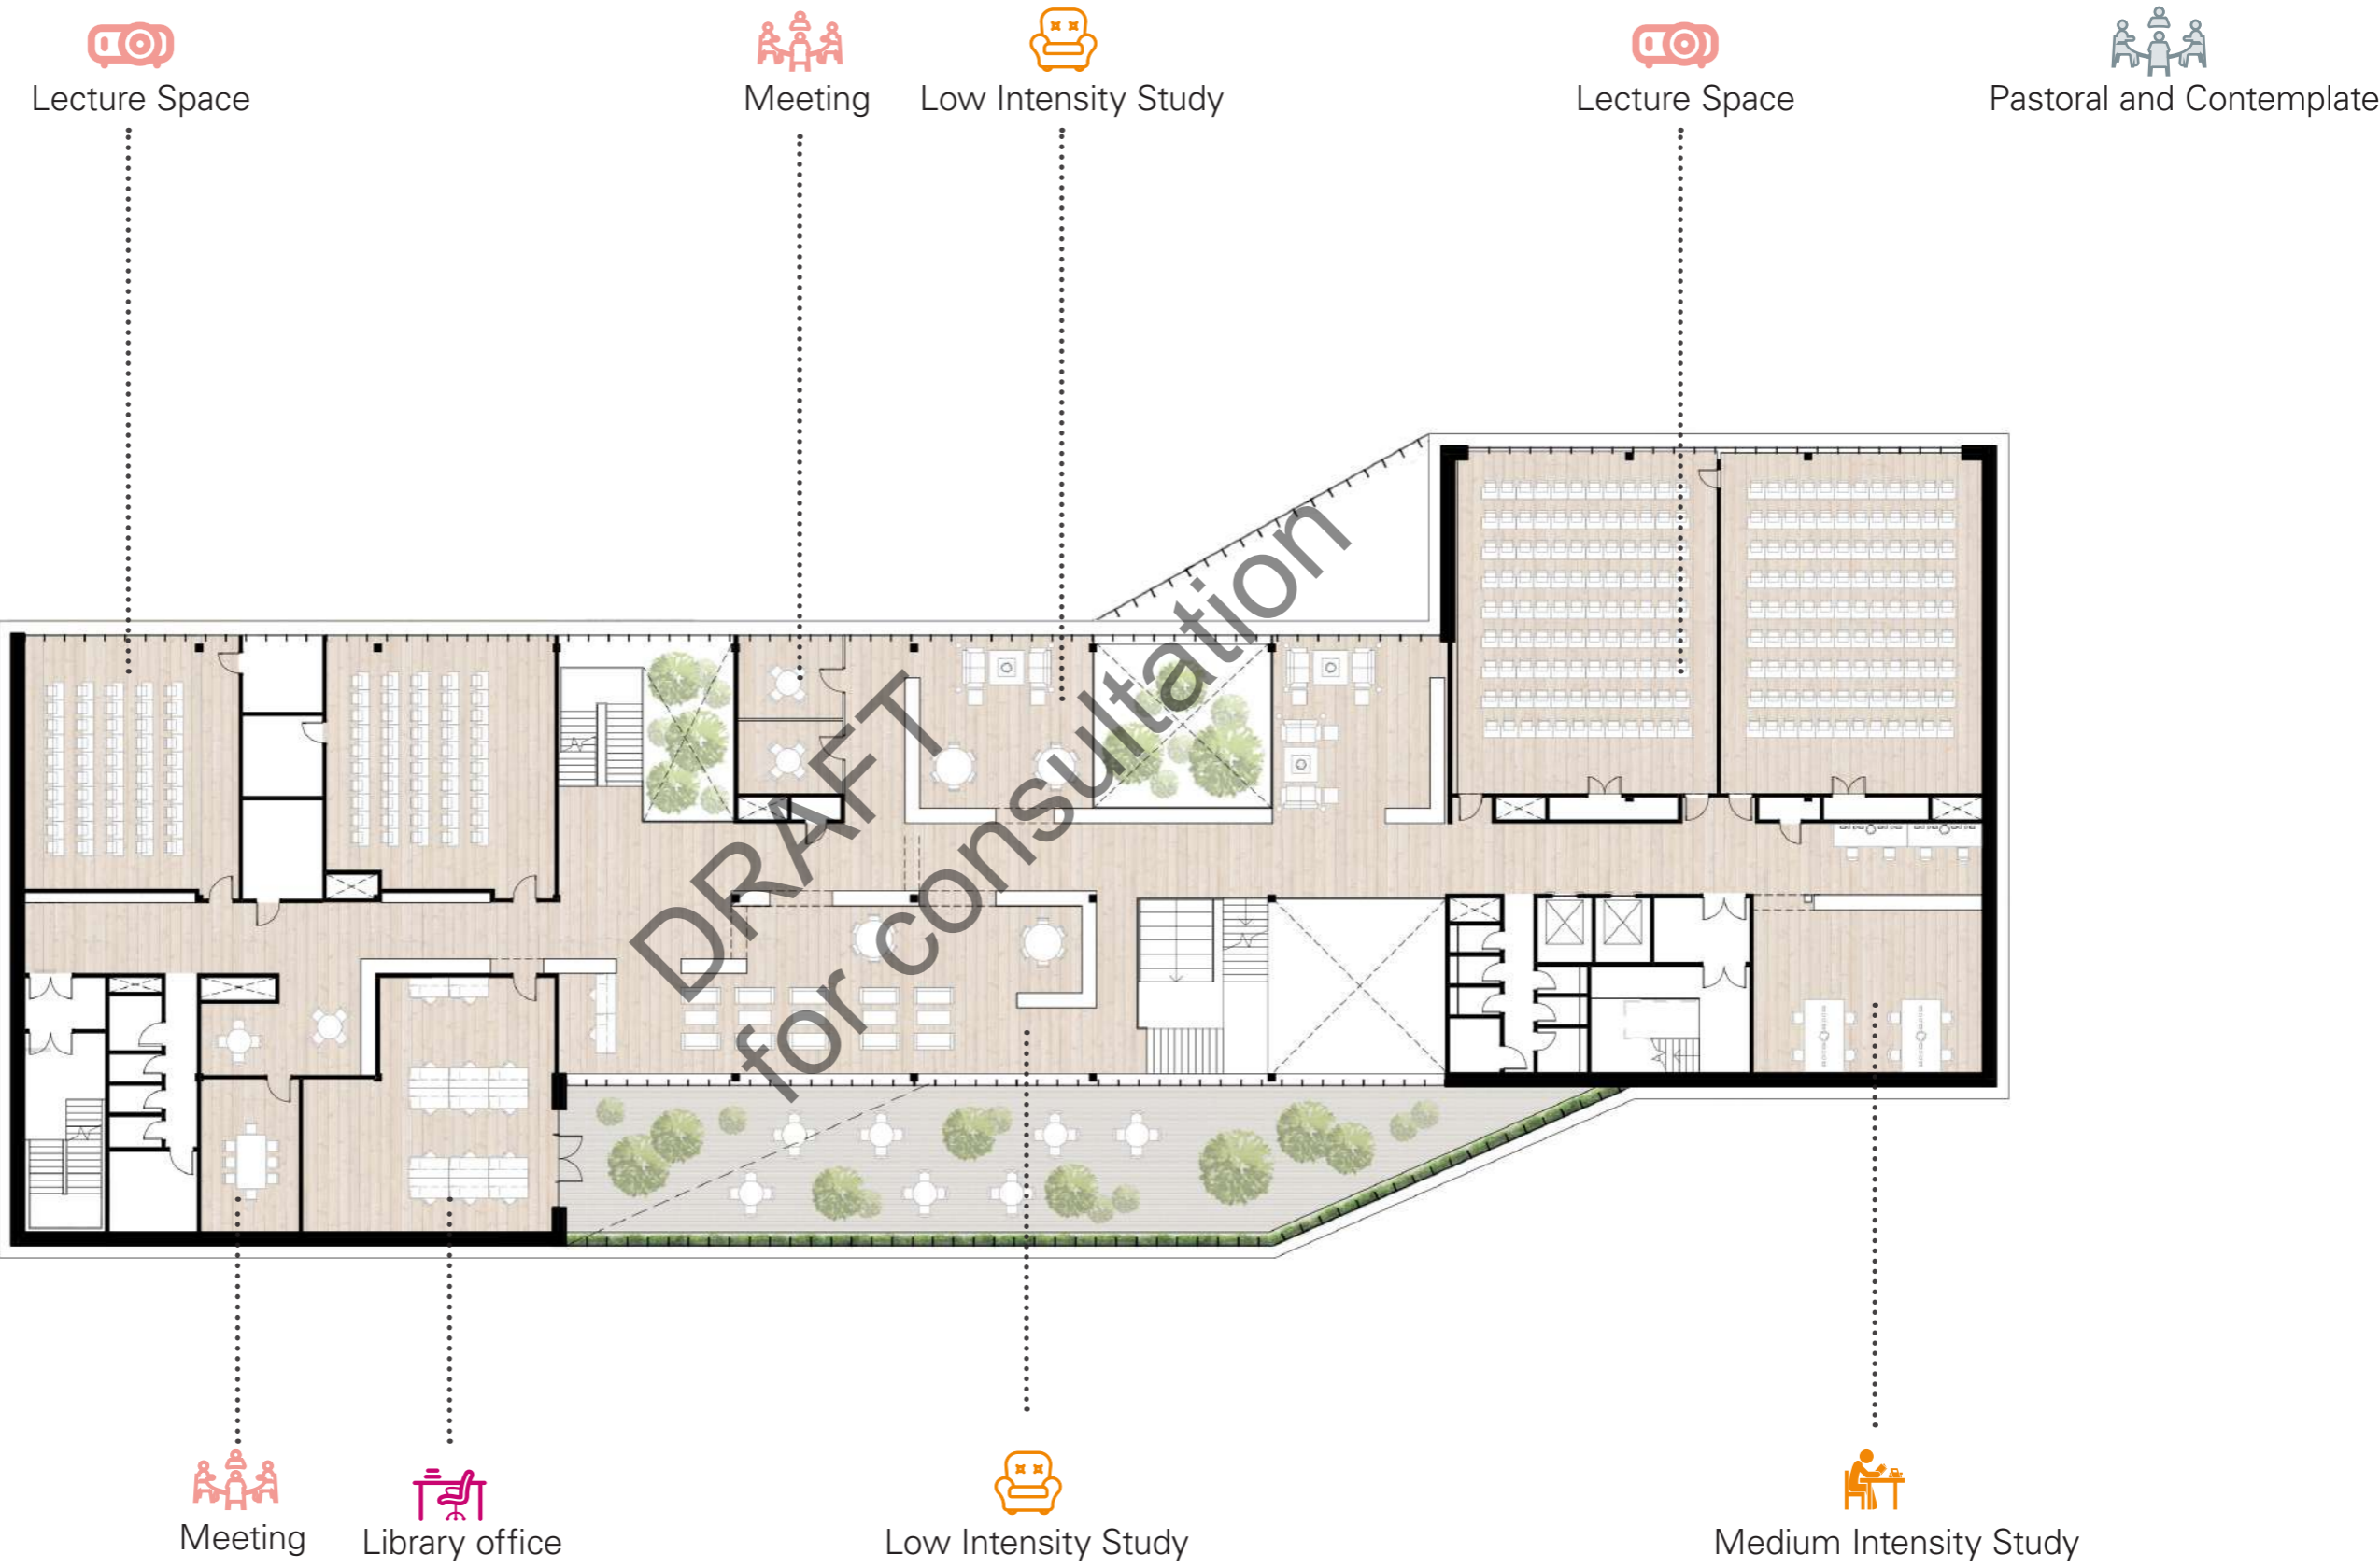 Lecture Space
Meeting
Low Intensity Study
Lecture Space
Pastoral and Contemplate
DRAFT
for consultation
Meeting
Library office
Low Intensity Study
Medium Intensity Study